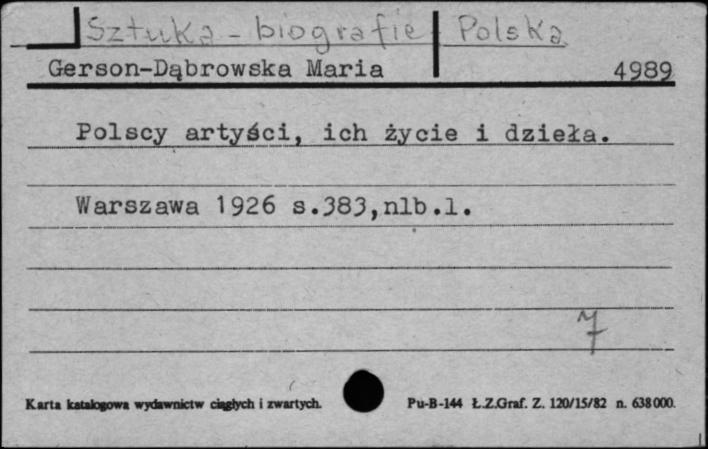 Sztuka - biografie Polska
Gerson-Dąbrowska Maria 4989
Polscy artyści, ich życie i dzieła.
Warszawa 1926 s.383,nlb.1.
7
Karta katalogowa wydawnictw ciągłych i zwartych. Pu-B-144 Ł.Z.Graf. Z. 120/15/82 n. 638000.